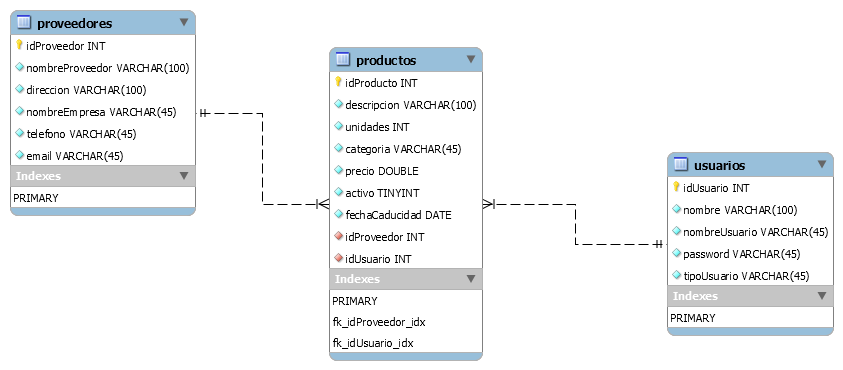 proveedores
idProveedor INT
nombreProveedor VARCHAR(100)
direccion VARCHAR(100)
nombreEmpresa VARCHAR(45)
telefono VARCHAR(45)
email VARCHAR(45)
Indexes
PRIMARY
productos
idProducto INT
descripcion VARCHAR(100)
unidades INT
categoria VARCHAR(45)
precio DOUBLE
activo TINYINT
fechaCaducidad DATE
idProveedor INT
idUsuario INT
Indexes
PRIMARY
fk_idProveedor_idx
fk_idUsuario_idx
usuarios
idUsuario INT
nombre VARCHAR(100)
nombreUsuario VARCHAR(45)
password VARCHAR(45)
tipoUsuario VARCHAR(45)
Indexes
PRIMARY